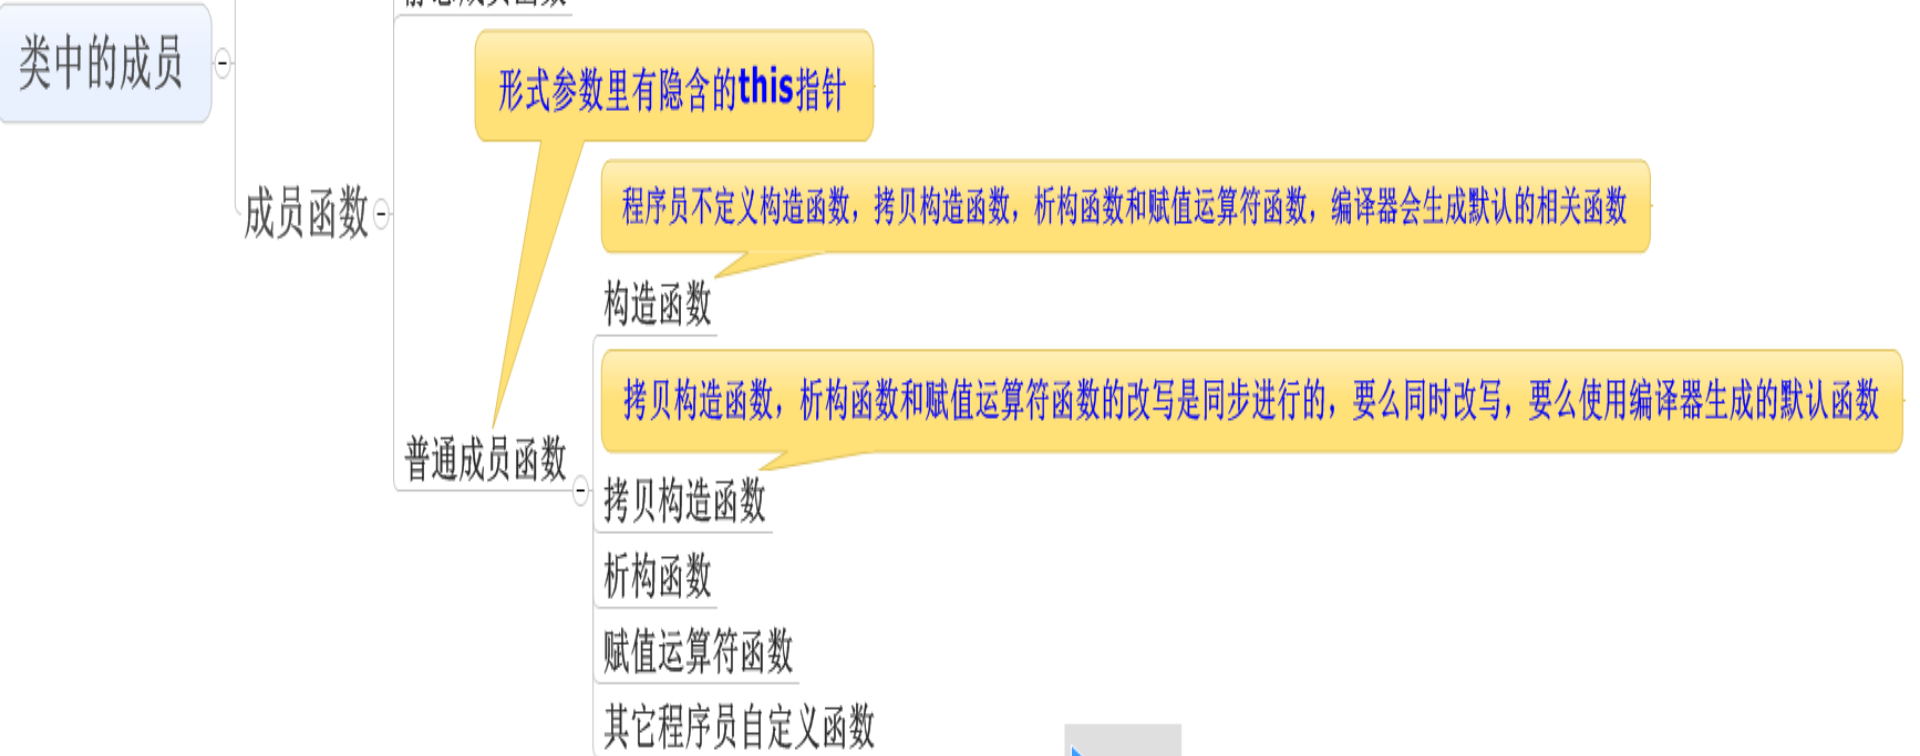 类中的成员
形式参数里有隐含的this指针
程序员不定义构造函数，拷贝构造函数，析构函数和赋值运算符函数，编译器会生成默认的相关函数
成员函数
构造函数
拷贝构造函数，析构函数和赋值运算符函数的改写是同步进行的，要么同时改写，要么使用编译器生成的默认函数
普通成员函数
拷贝构造函数
析构函数
赋值运算符函数
其它程序员自定义函数